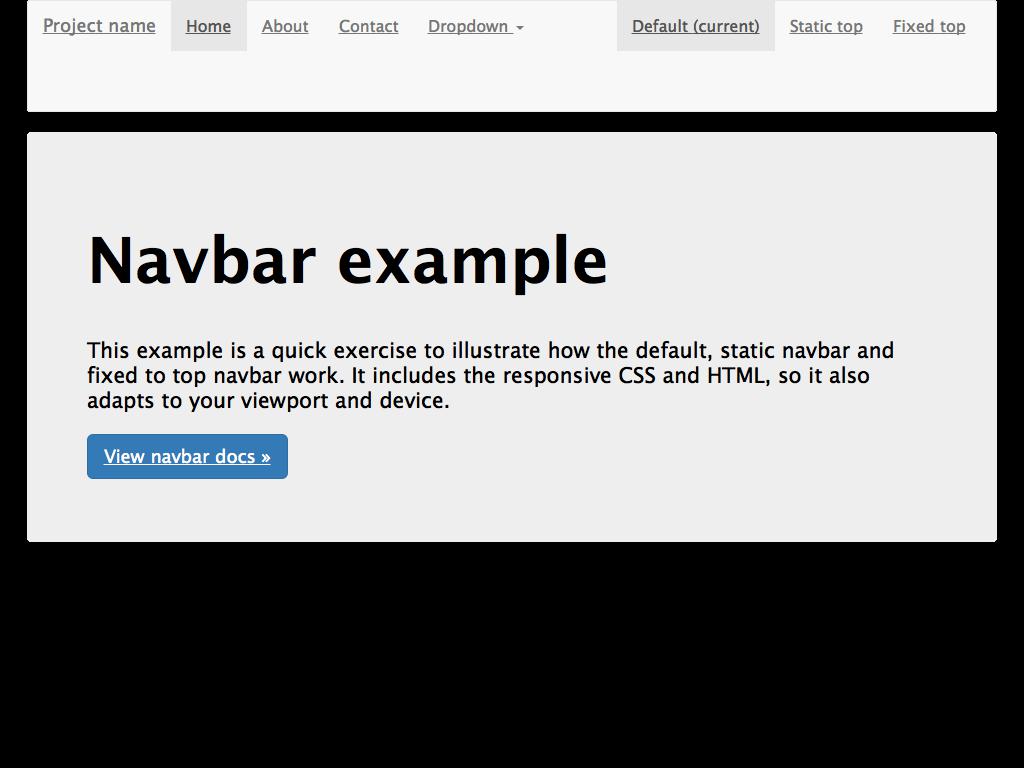 Project name Home About Contact Dropdown Default (current) Static top Fixed top
Navbar example
This example is a quick exercise to illustrate how the default, static navbar and
fixed to top navbar work. It includes the responsive CSS and HTML, so it also
adapts to your viewport and device.
View navbar docs »